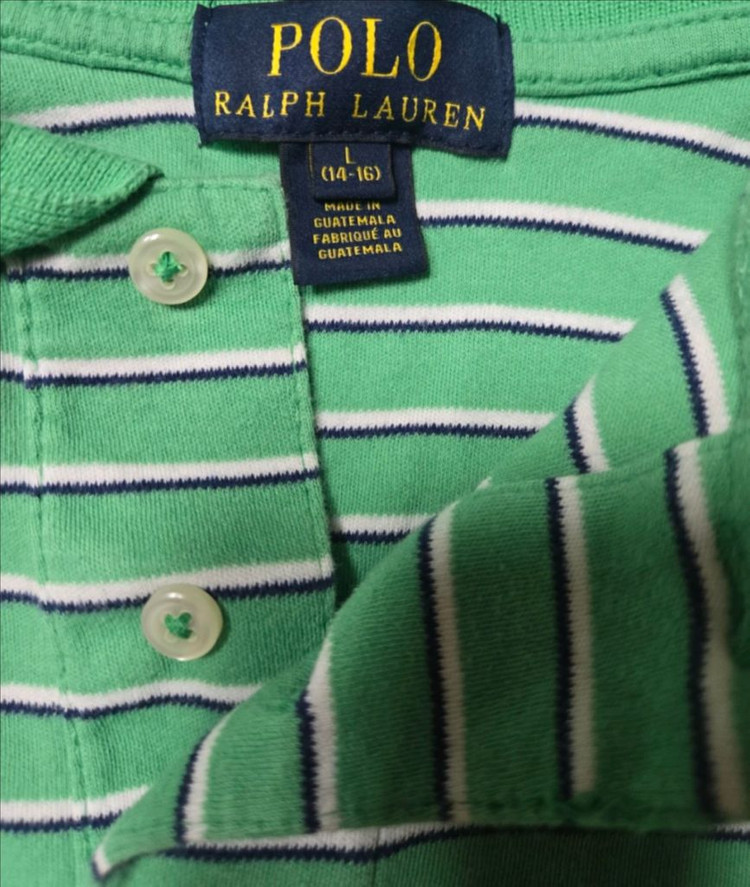 POLO
RALPH LAUREN
L
(14-16)
MADE IN
GUATEMALA
FABRIQUÉ AU
GUATEMALA